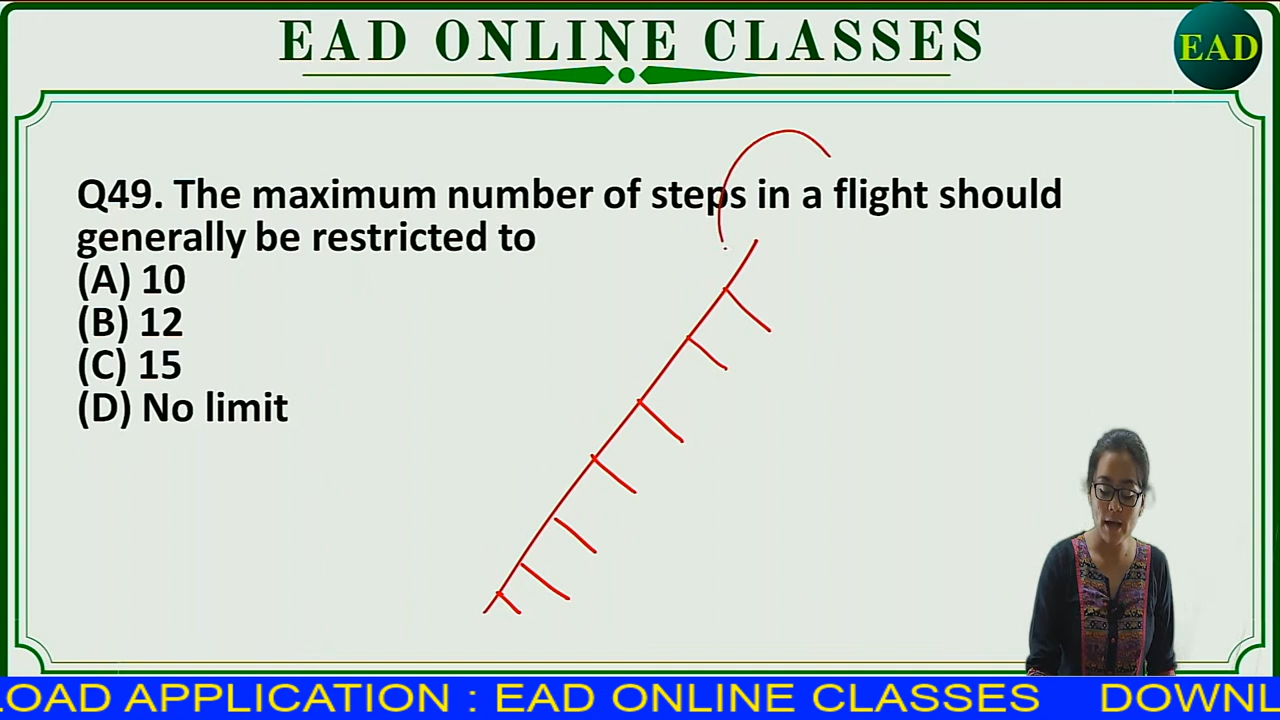 EAD ONLINE CLASSES
EAD
Q49. The maximum number of steps in a flight should
generally be restricted to
(A) 10
(B) 12
(C) 15
(D) No limit
LOAD APPLICATION : EAD ONLINE CLASSES DOWNL